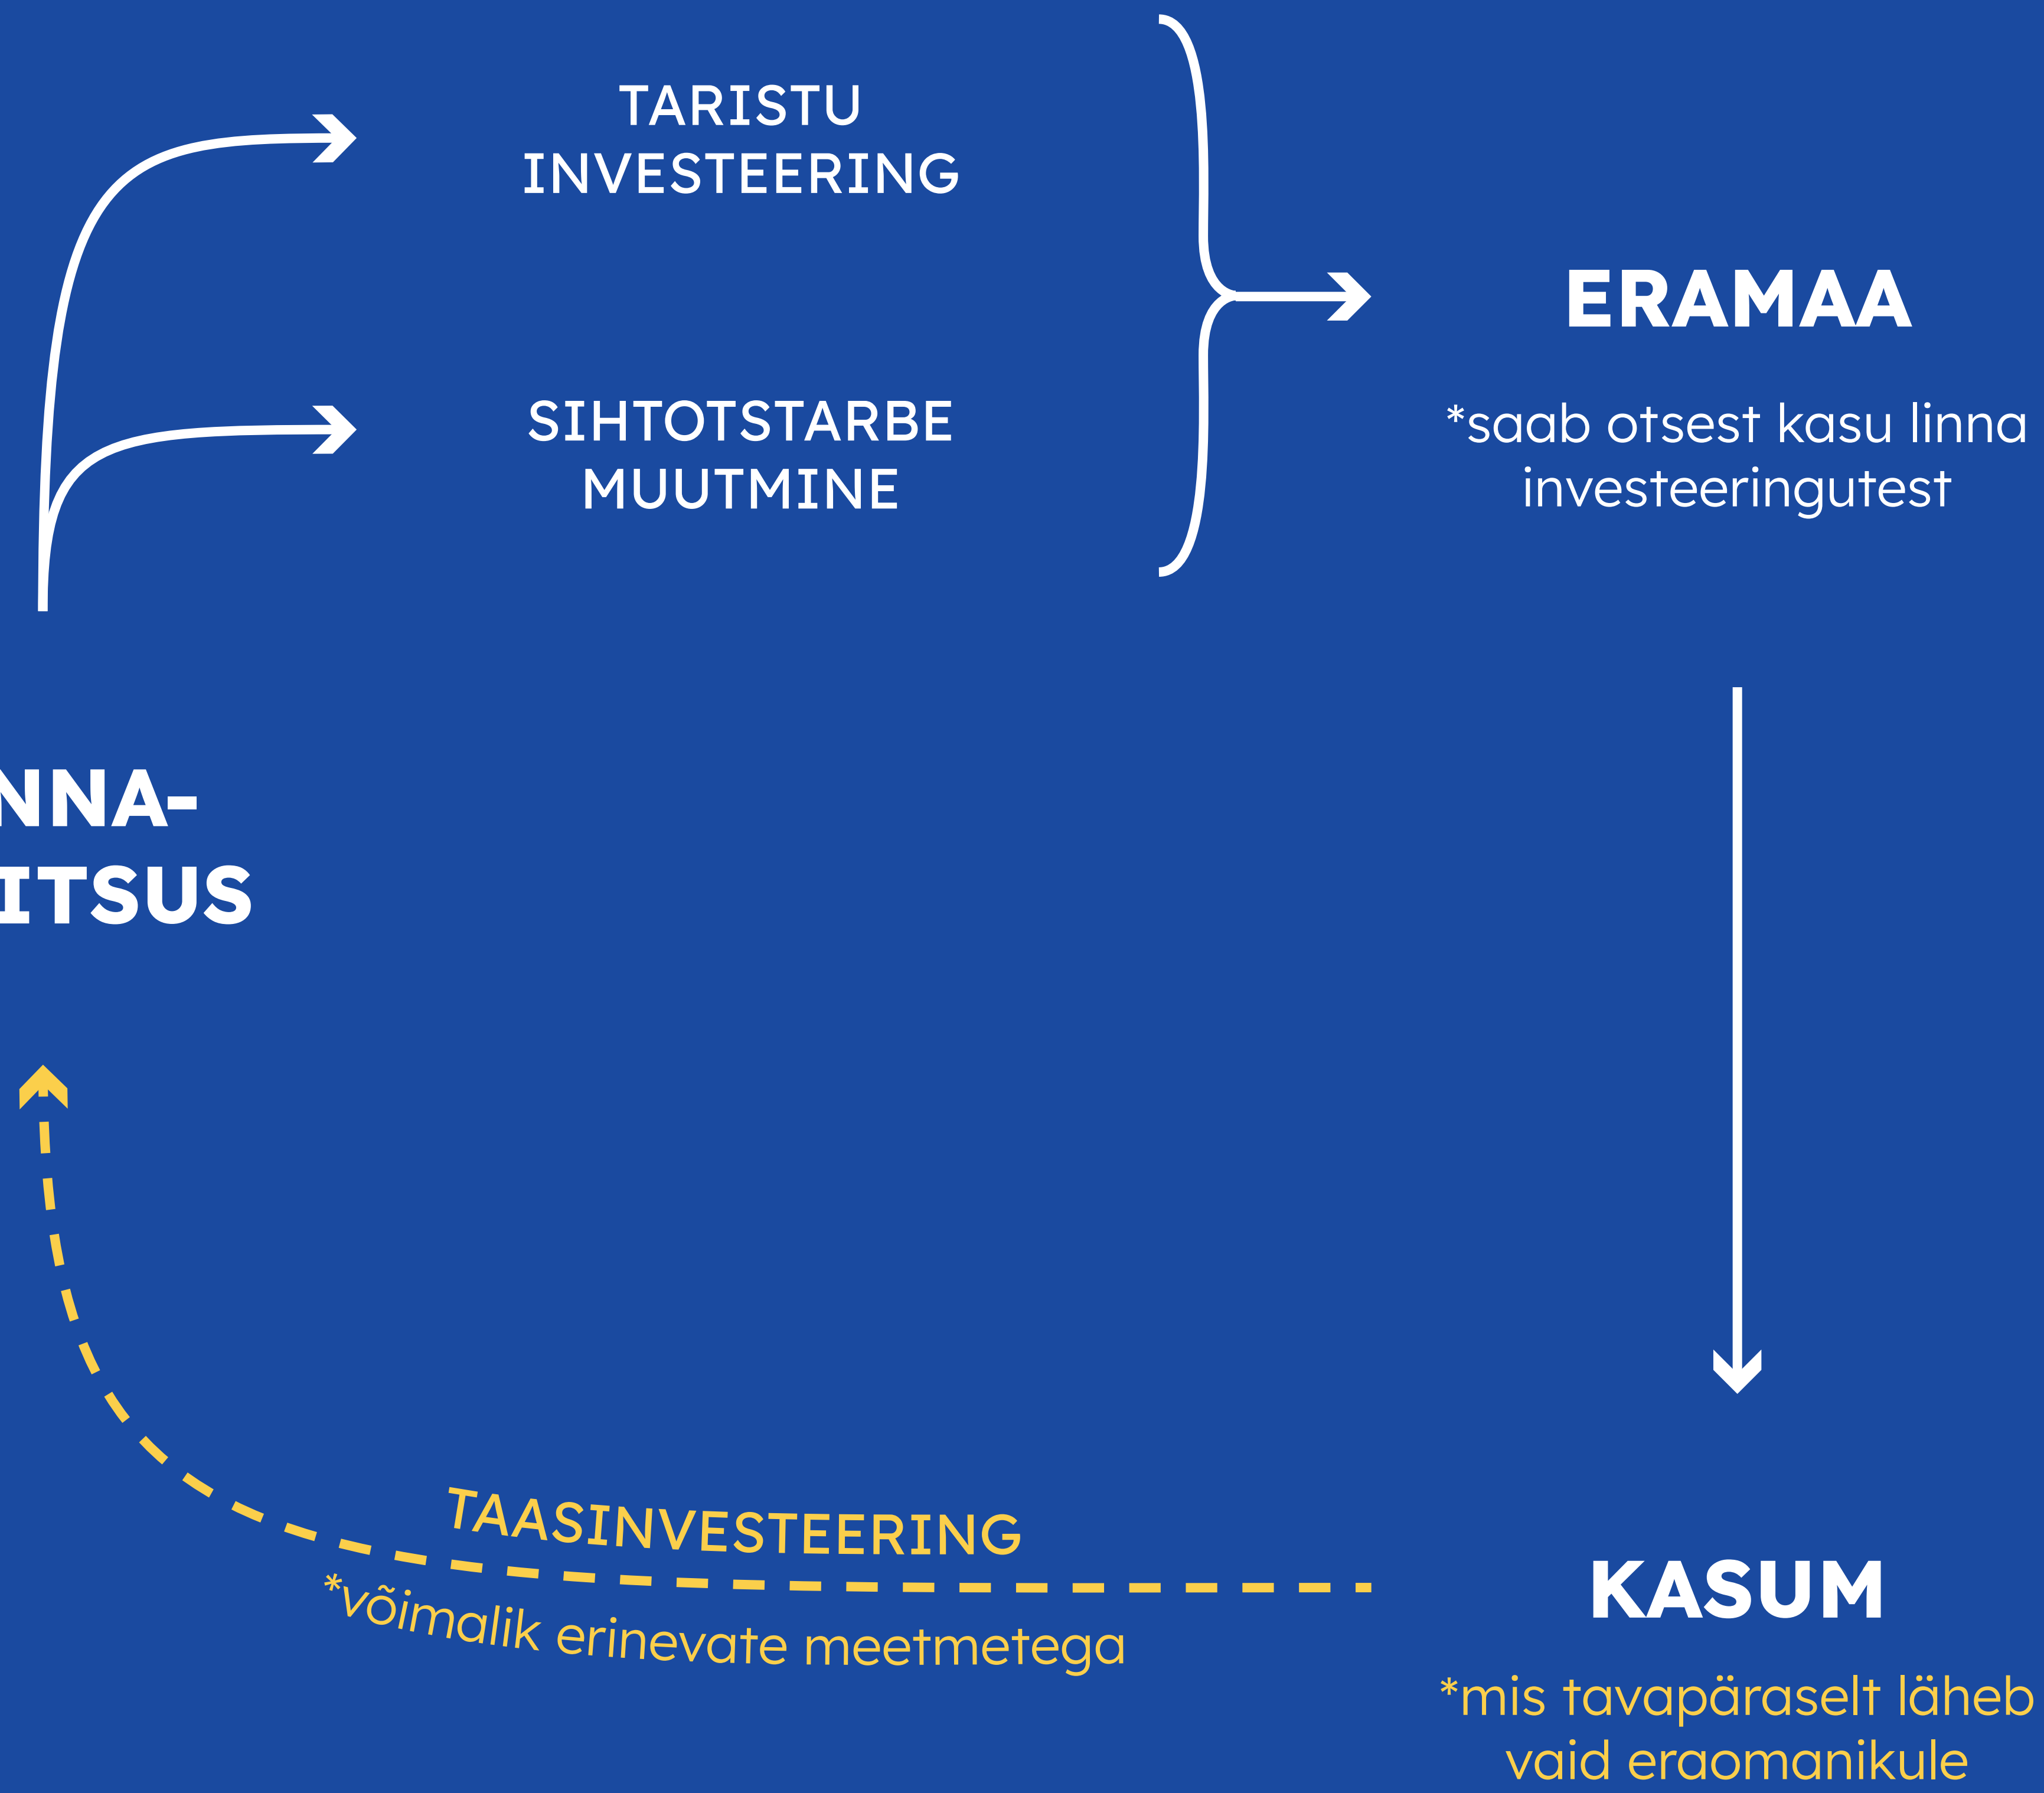 TARISTU
INVESTEERING
SIHTOTSTARBE
MUUTMINE
ERAMAA
*saab otsest kasu linna
investeeringutest
NNA-
ITSUS
TAASINVESTEERING
*võimalik erinevate meetmetega
KASUM
*mis tavapäraselt läheb
vaid eraomanikule